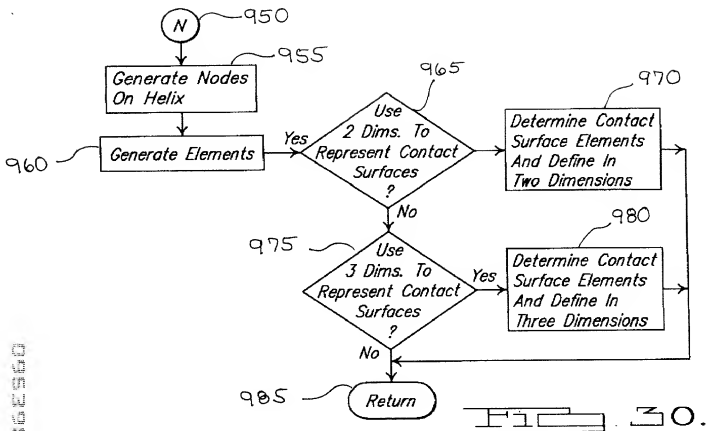 N
950
955
Generate Nodes
On Helix
960
Generate Elements
Yes
965
Use
2 Dims. To
Represent Contact
Surfaces
?
No
970
Determine Contact
Surface Elements
And Define In
Two Dimensions
975
Use
3 Dims. To
Represent Contact
Surfaces
?
Yes
No
980
Determine Contact
Surface Elements
And Define In
Three Dimensions
985
Return
Fig. 30.